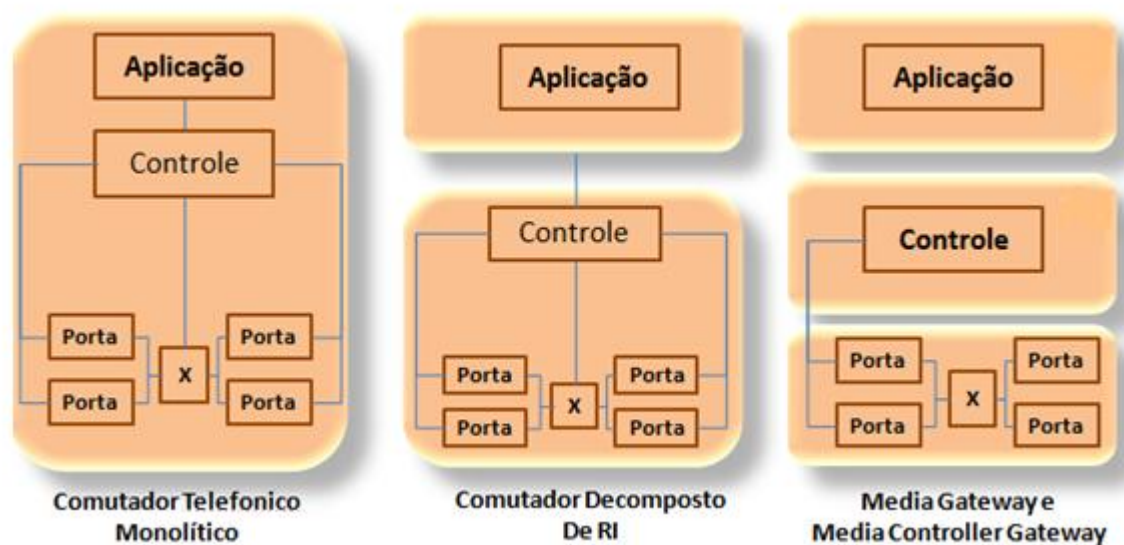 Aplicação
Controle
Porta
Porta
X
Porta
Porta
Comutador Telefonico
Monolítico
Aplicação
Controle
Porta
Porta
X
Porta
Porta
Comutador Decomposto
De RI
Aplicação
Controle
Porta
Porta
X
Porta
Porta
Media Gateway e
Media Controller Gateway